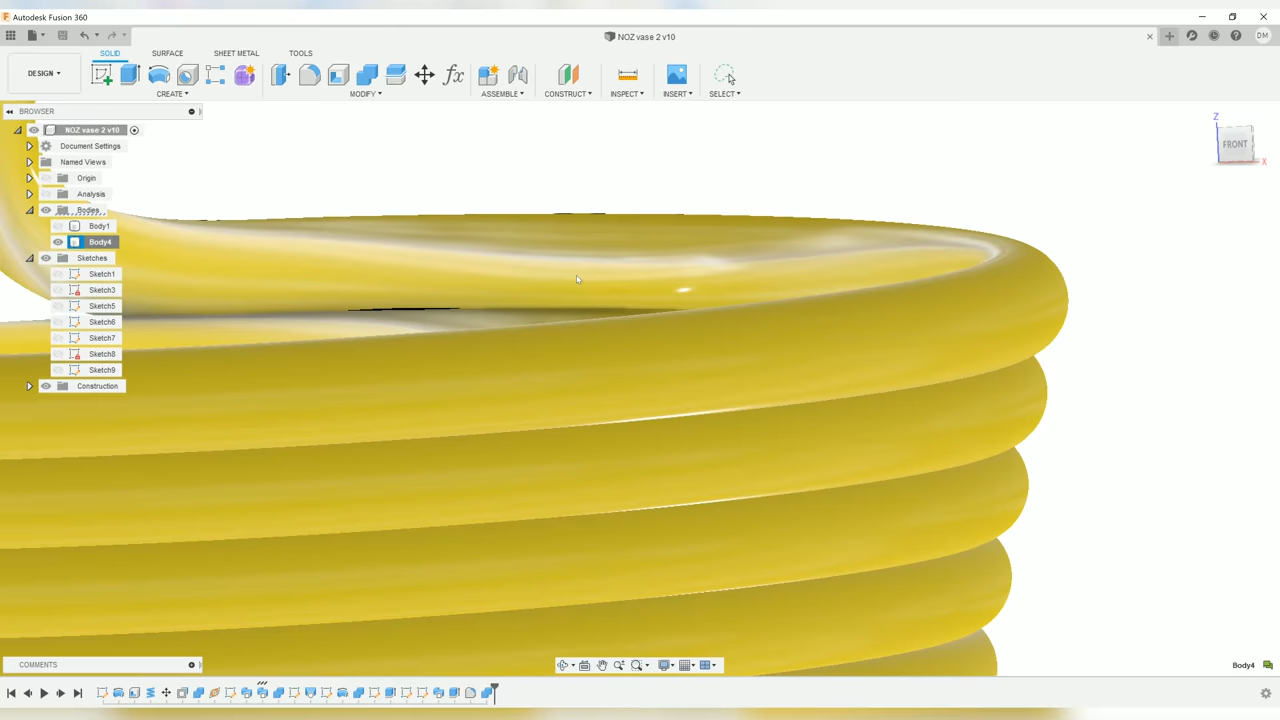 Autodesk Fusion 360
NOZ vase 2 v10
DM
DESIGN
SOLID
SURFACE
SHEET METAL
TOOLS
CREATE
MODIFY
ASSEMBLE
CONSTRUCT
INSPECT
INSERT
SELECT
BROWSER
NOZ vase 2 v10
Document Settings
Named Views
Origin
Analysis
Bodies
Body1
Body4
Sketches
Sketch1
Sketch3
Sketch5
Sketch6
Sketch7
Sketch8
Sketch9
Construction
Z
FRONT
X
COMMENTS
Body4